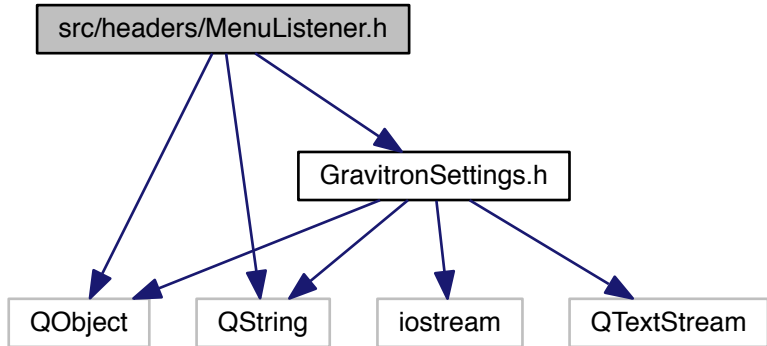 src/headers/MenuListener.h
GravitronSettings.h
QObject
QString
iostream
QTextStream